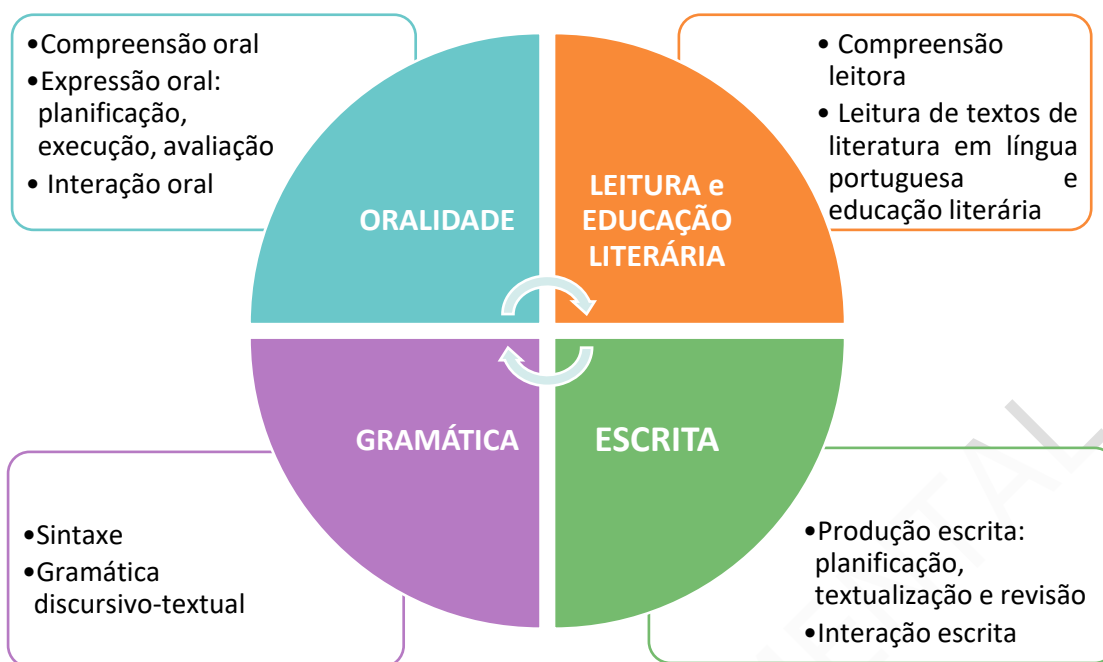 •Compreensão oral
•Expressão oral:
planificação,
execução, avaliação
• Interação oral
• Compreensão
leitora
• Leitura de textos de
literatura em língua
portuguesa e
educação literária
ORALIDADE
LEITURA e
EDUCAÇÃO
LITERÁRIA
GRAMÁTICA
ESCRITA
•Sintaxe
•Gramática
discursivo-textual
•Produção escrita:
planificação,
textualização e revisão
•Interação escrita